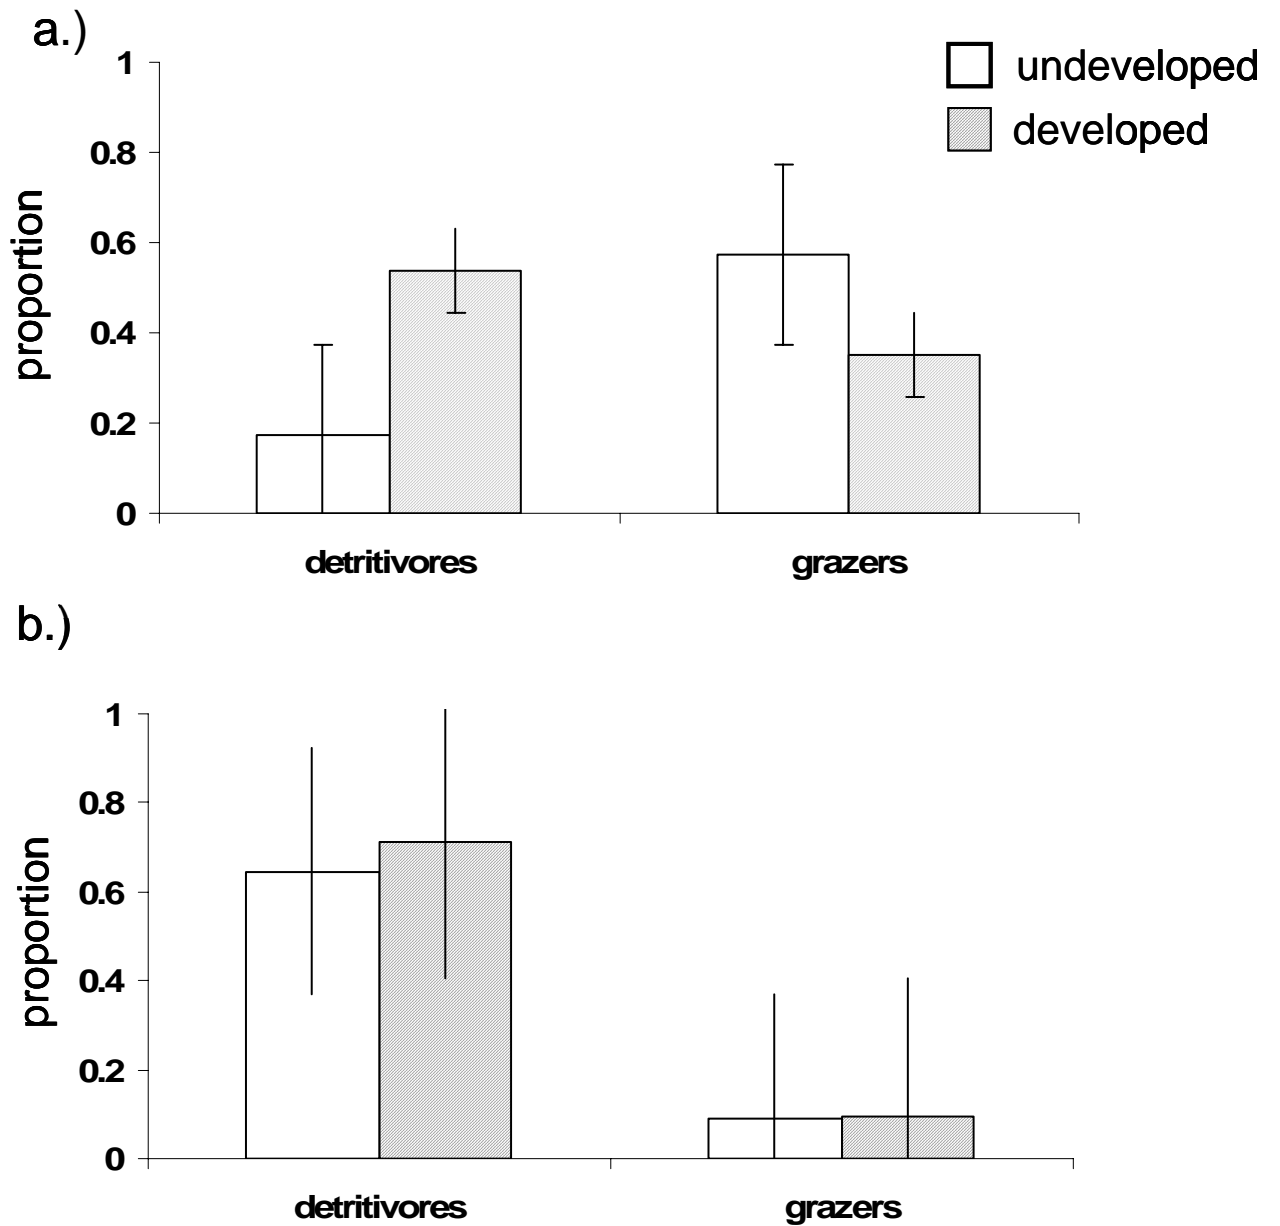 a.)
undeveloped
developed
proportion
1
0.8
0.6
0.4
0.2
0
detritivores grazers
b.)
proportion
1
0.8
0.6
0.4
0.2
0
detritivores grazers